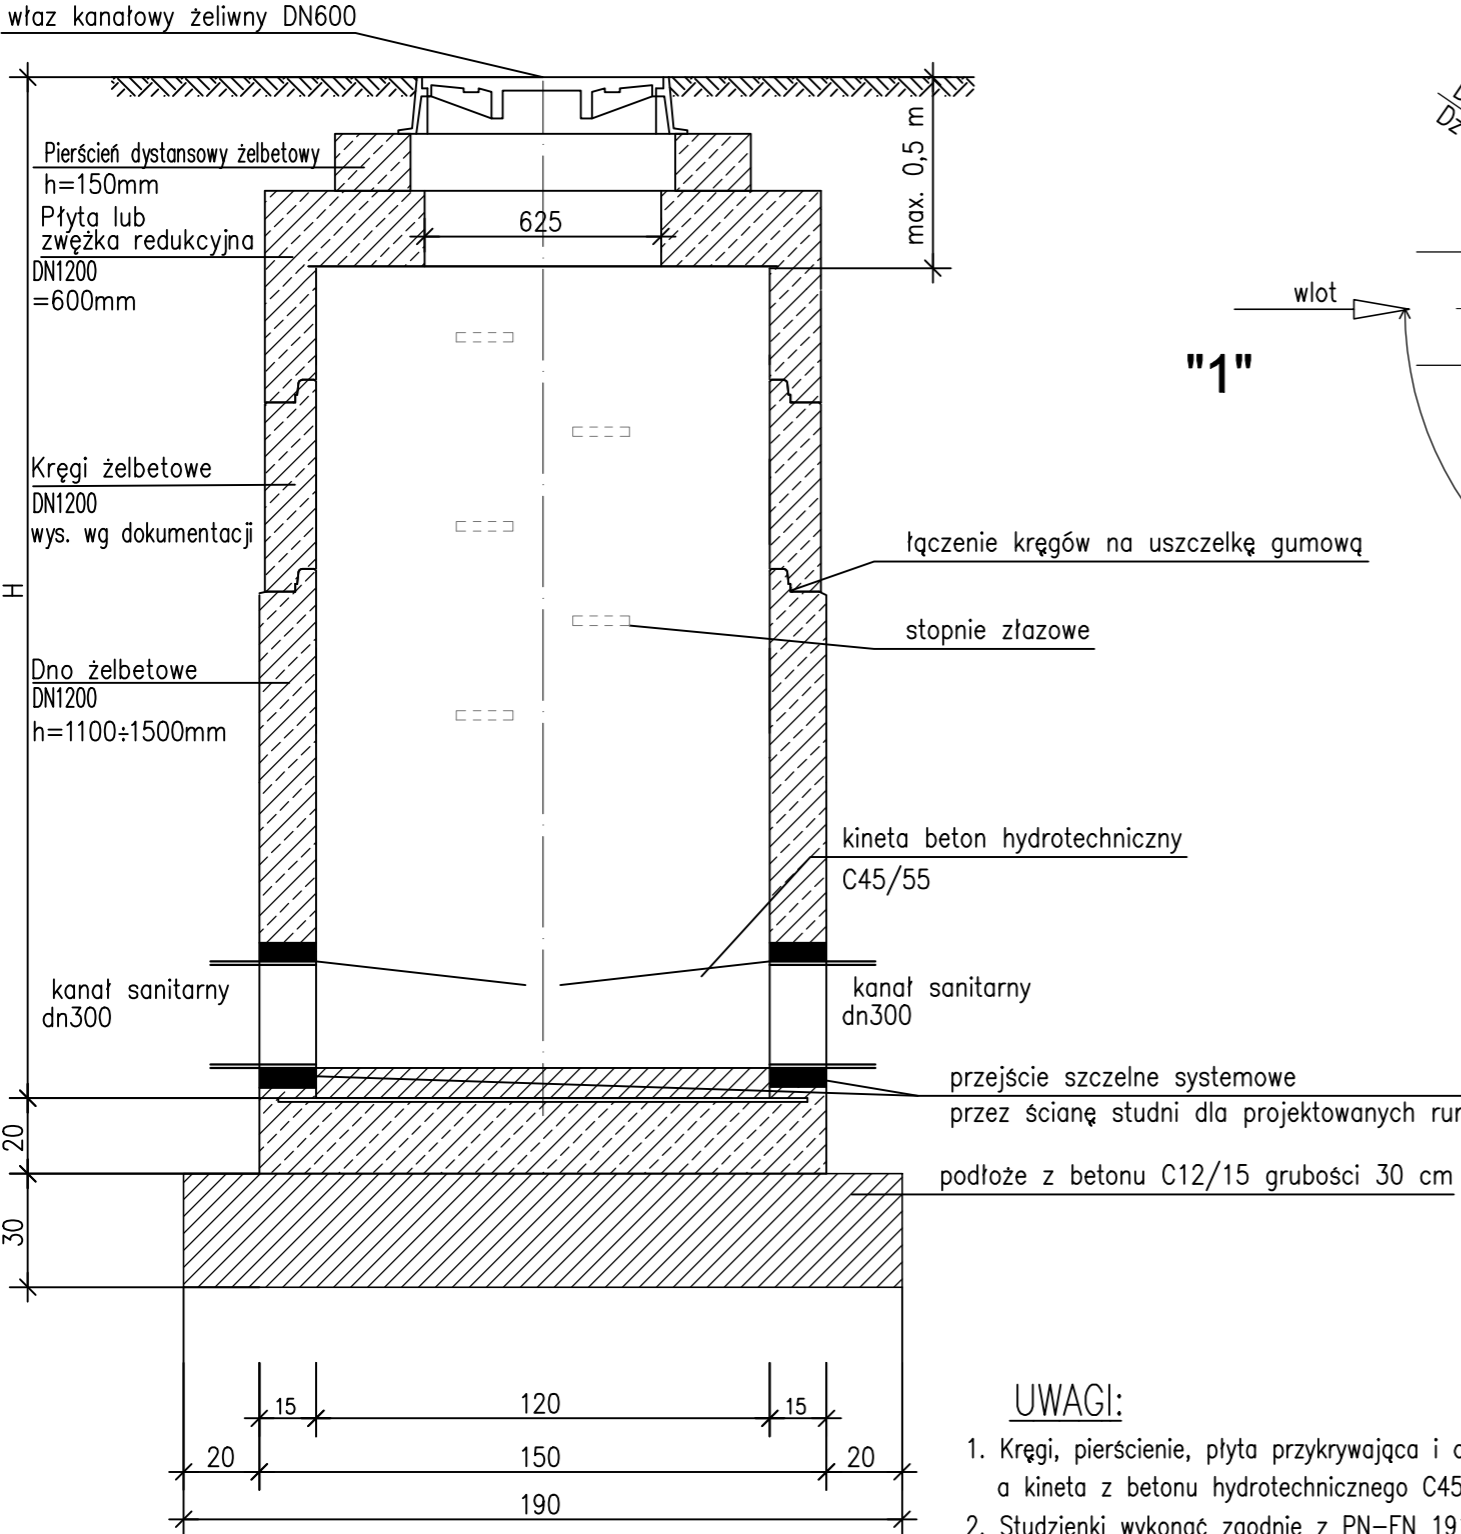 właz kanałowy żeliwny DN600
Pierścień dystansowy żelbetowy
h=150mm
Płyta lub
zwężka redukcyjna
DN1200
=600mm
625
max. 0,5 m
wlot
"1"
Kręgi żelbetowe
DN1200
wys. wg dokumentacji
H
łączenie kręgów na uszczelkę gumową
stopnie złazowe
Dno żelbetowe
DN1200
h=1100÷1500mm
kineta beton hydrotechniczny
C45/55
kanał sanitarny
dn300
kanał sanitarny
dn300
przejście szczelne systemowe
przez ścianę studni dla projektowanych
20
podłoże z betonu C12/15 grubości 30 cm
30
15 120 15
20 150 20
190
UWAGI:
1. Kręgi, pierścienie, płyta przykrywająca i
a kineta z betonu hydrotechnicznego
2. Studzienki wykonać zgodnie z